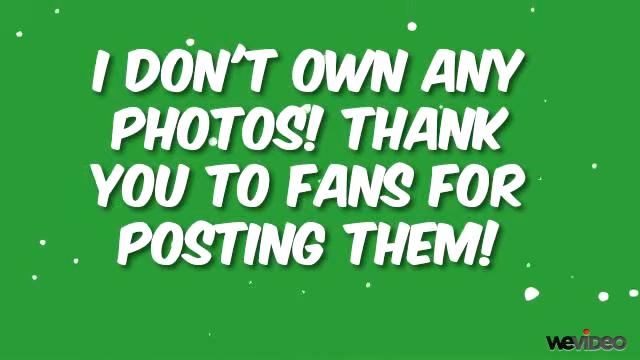 I DON'T OWN ANY
PHOTOS! THANK
YOU TO FANS FOR
POSTING THEM!
WEVIDEO